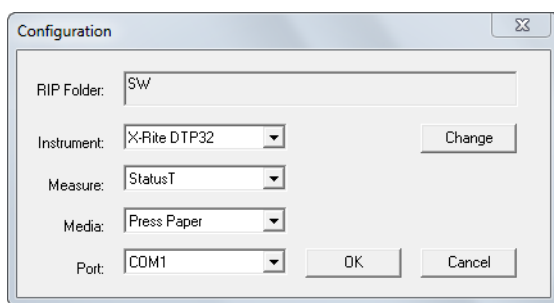 Configuration
RIP Folder: SW
Instrument: X-Rite DTP32 Change
Measure: StatusT
Media: Press Paper
Port: COM1 OK Cancel